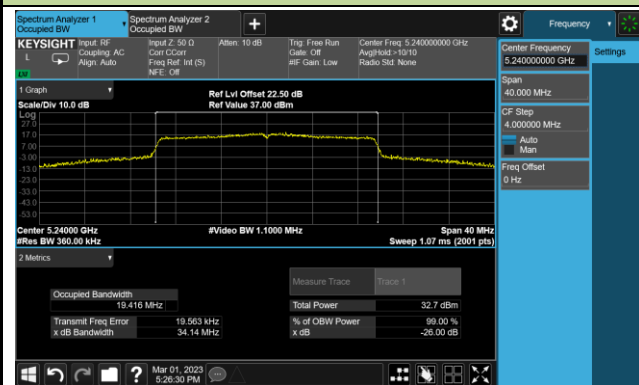 Spectrum Analyzer 1
Occupied BW
Spectrum Analyzer 2
Occupied BW
+
Frequency
KEYSIGHT
L
Input: RF
Coupling: AC
Align: Auto
Input Z: 50 Ω
Corr CCorr
Freq Ref: Int (S)
NFE: Off
Atten: 10 dB
Trig: Free Run
Gate: Off
#IF Gain: Low
Center Freq: 5.240000000 GHz
Avg|Hold:>10/10
Radio Std: None
Center Frequency
5.240000000 GHz
Settings
Span
40.000 MHz
CF Step
4.000000 MHz
Auto
Man
Freq Offset
0 Hz
1 Graph
Scale/Div 10.0 dB
Ref Lvl Offset 22.50 dB
Ref Value 37.00 dBm
Log
27.0
17.0
7.00
-3.00
-13.0
-23.0
-33.0
-43.0
-53.0
Center 5.24000 GHz
#Res BW 360.00 kHz
#Video BW 1.1000 MHz
Span 40 MHz
Sweep 1.07 ms (2001 pts)
2 Metrics
Measure Trace
Trace 1
Occupied Bandwidth
19.416 MHz
Total Power
32.7 dBm
Transmit Freq Error
19.563 kHz
% of OBW Power
99.00 %
x dB Bandwidth
34.14 MHz
x dB
-26.00 dB
?
Mar 01, 2023
5:26:30 PM